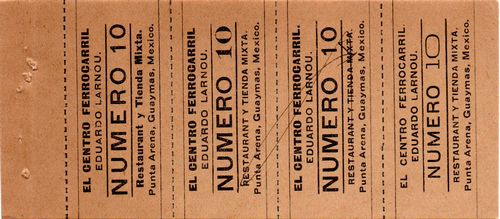 EL CENTRO FERROCARRIL
EDUARDO LARNOU.
NUMERO 10
Restaurant y Tienda Mixta.
Punta Arena, Guaymas, Mexico.
EL CENTRO FERROCARRIL
EDUARDO LARNOU.
NUMERO 10
RESTAURANT Y TIENDA MIXTA.
Punta Arena, Guaymas, Mexico.
EL CENTRO FERROCARRIL.
EDUARDO LARNOU.
NUMERO 10
RESTAURANT Y TIENDA MIXTA.
Punta Arena, Guaymas, Mexico.
EL CENTRO FERROCARRIL
EDUARDO LARNOU.
NUMERO 10
RESTAURANT Y TIENDA MIXTA.
Punta Arena, Guaymas, Mexico.